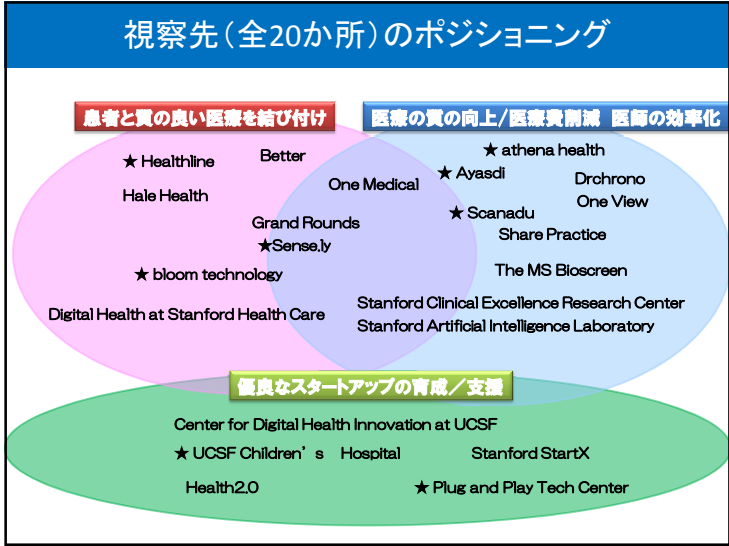 視察先（全20か所）のポジショニング
患者と質の良い医療を結び付け
医療の質の向上/医療費削減 医師の効率化
★ Healthline
Better
Hale Health
One Medical
Grand Rounds
★Sense.ly
★ bloom technology
Digital Health at Stanford Health Care
★ athena health
★ Ayasdi
Drchrono
One View
★ Scanadu
Share Practice
The MS Bioscreen
Stanford Clinical Excellence Research Center
Stanford Artificial Intelligence Laboratory
優良なスタートアップの育成／支援
Center for Digital Health Innovation at UCSF
★ UCSF Children’s Hospital
Stanford StartX
Health2.0
★ Plug and Play Tech Center